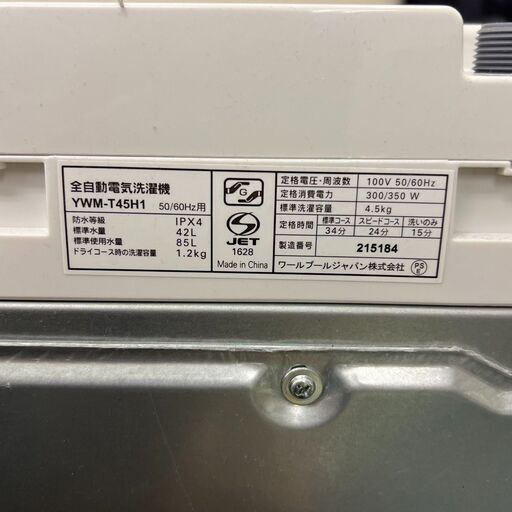 全自動電気洗濯機
YWM-T45H1 50/60Hz用
防水等級 IPX4
標準水量 42L
標準使用水量 85L
ドライコース時の洗濯容量 1.2kg
G
S
JET
1628
Made in China
定格電圧・周波数 100V 50/60Hz
定格消費電力 300/350 W
標準洗濯容量 4.5kg
定格時間 標準コース スピードコース 洗いのみ
34分 24分 15分
製造番号 215184
ワールプールジャパン株式会社
PS
E